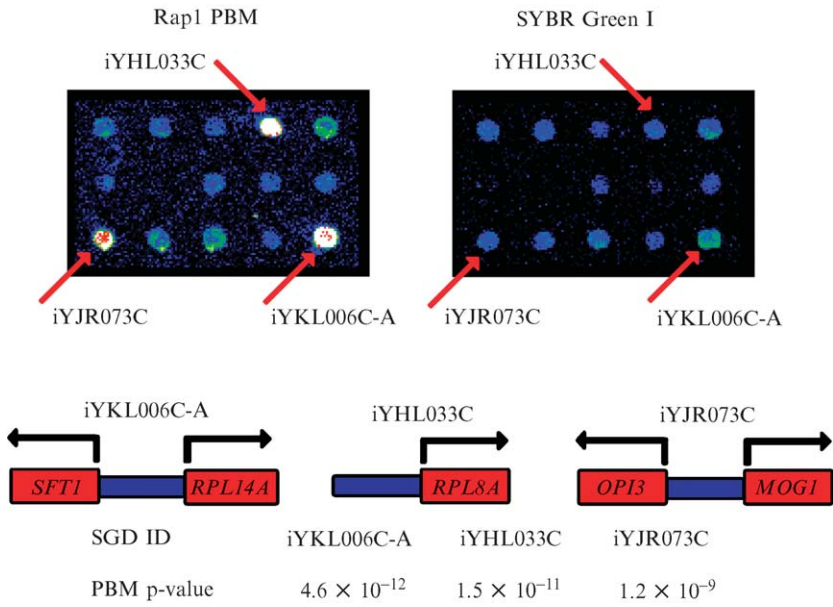 Rap1 PBM SYBR Green I
iYHL033C iYHL033C
iYJR073C iYKL006C-A iYJR073C iYKL006C-A
iYKL006C-A iYHL033C iYJR073C
SFT1 RPL14A RPL8A OPI3 MOG1
SGD ID iYKL006C-A iYHL033C iYJR073C
PBM p-value 4.6 × 10⁻¹² 1.5 × 10⁻¹¹ 1.2 × 10⁻⁹